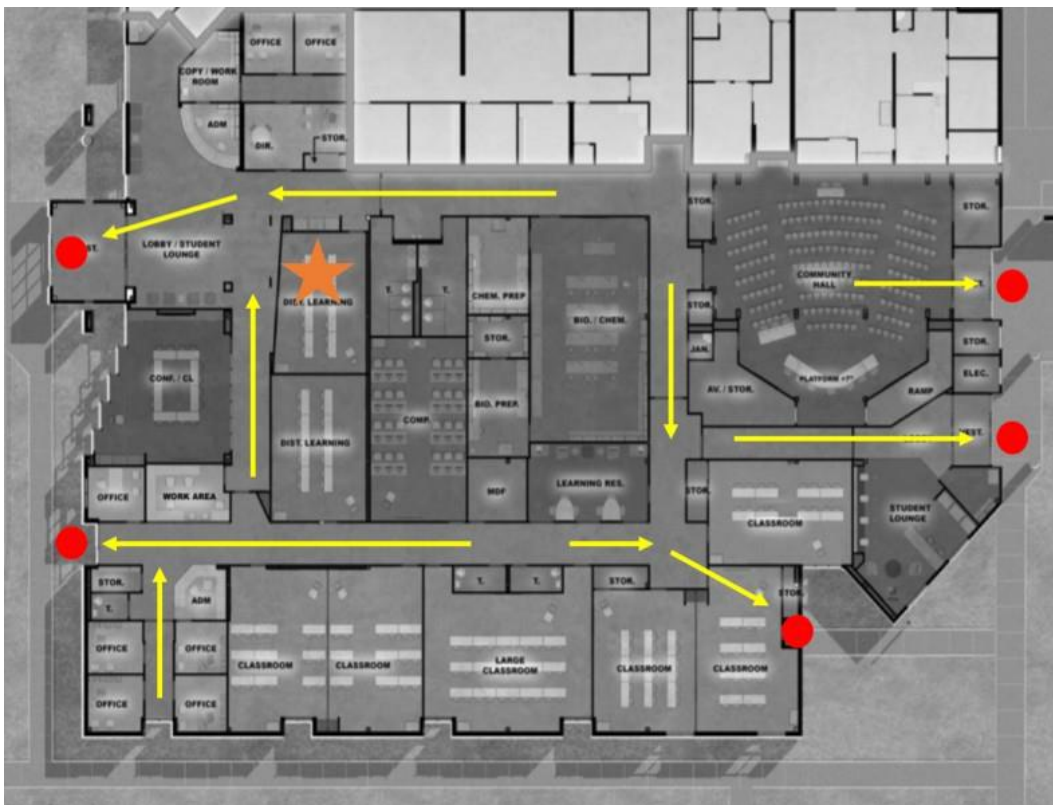 OFFICE
OFFICE
COPY / WORK
ROOM
ADM
DIR.
STOR.
STOR.
STOR.
LOBBY / STUDENT
LOUNGE
DIST. LEARNING
T.
T.
CHEM. PREP
STOR.
BIO. / CHEM.
COMMUNITY
HALL
STOR.
JAN.
STOR.
ELEC.
CONF. / CL
DIST. LEARNING
COMP.
BIO. PREP.
AV. / STOR.
RAMP
OFFICE
WORK AREA
MDF
LEARNING RES.
STOR.
CLASSROOM
STUDENT
LOUNGE
STOR.
T.
ADM
T.
T.
STOR.
STOR.
OFFICE
OFFICE
CLASSROOM
CLASSROOM
LARGE
CLASSROOM
CLASSROOM
CLASSROOM
OFFICE
OFFICE